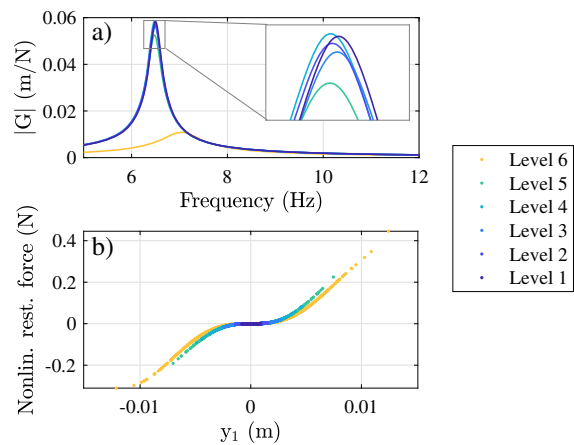 a)
|G| (m/N)
0.06
0.04
0.02
0
6
8
10
12
Frequency (Hz)
Level 6
Level 5
Level 4
Level 3
Level 2
Level 1
b)
Nonlin. rest. force (N)
0.4
0.2
0
-0.2
-0.01
0
0.01
y₁ (m)